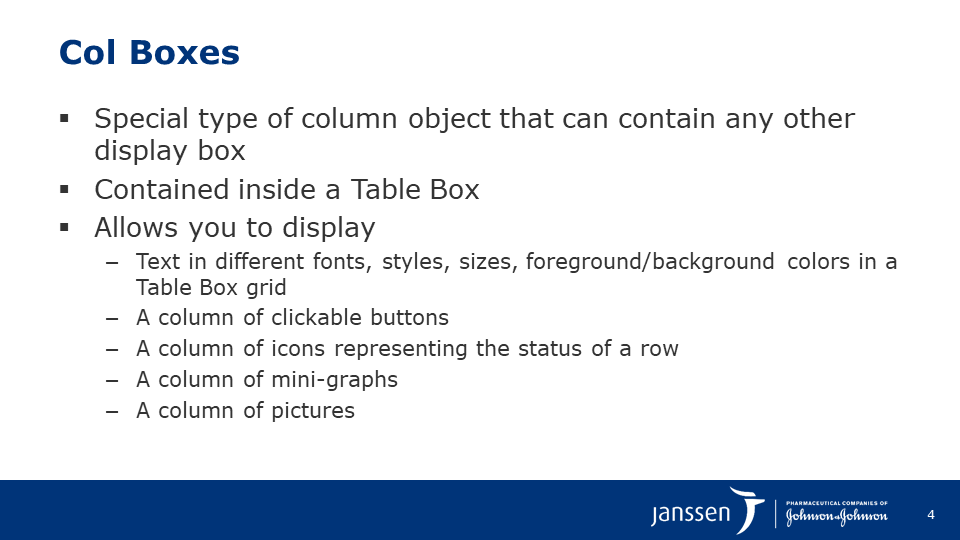 Col Boxes
▪ Special type of column object that can contain any other
display box
▪ Contained inside a Table Box
▪ Allows you to display
– Text in different fonts, styles, sizes, foreground/background colors in a
Table Box grid
– A column of clickable buttons
– A column of icons representing the status of a row
– A column of mini-graphs
– A column of pictures
janssen
PHARMACEUTICAL COMPANIES OF
Johnson & Johnson
4